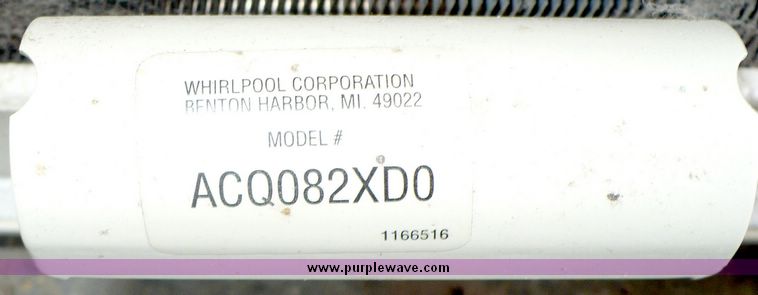 WHIRLPOOL CORPORATION
BENTON HARBOR, MI. 49022
MODEL #
ACQ082XD0
1166516
www.purplewave.com